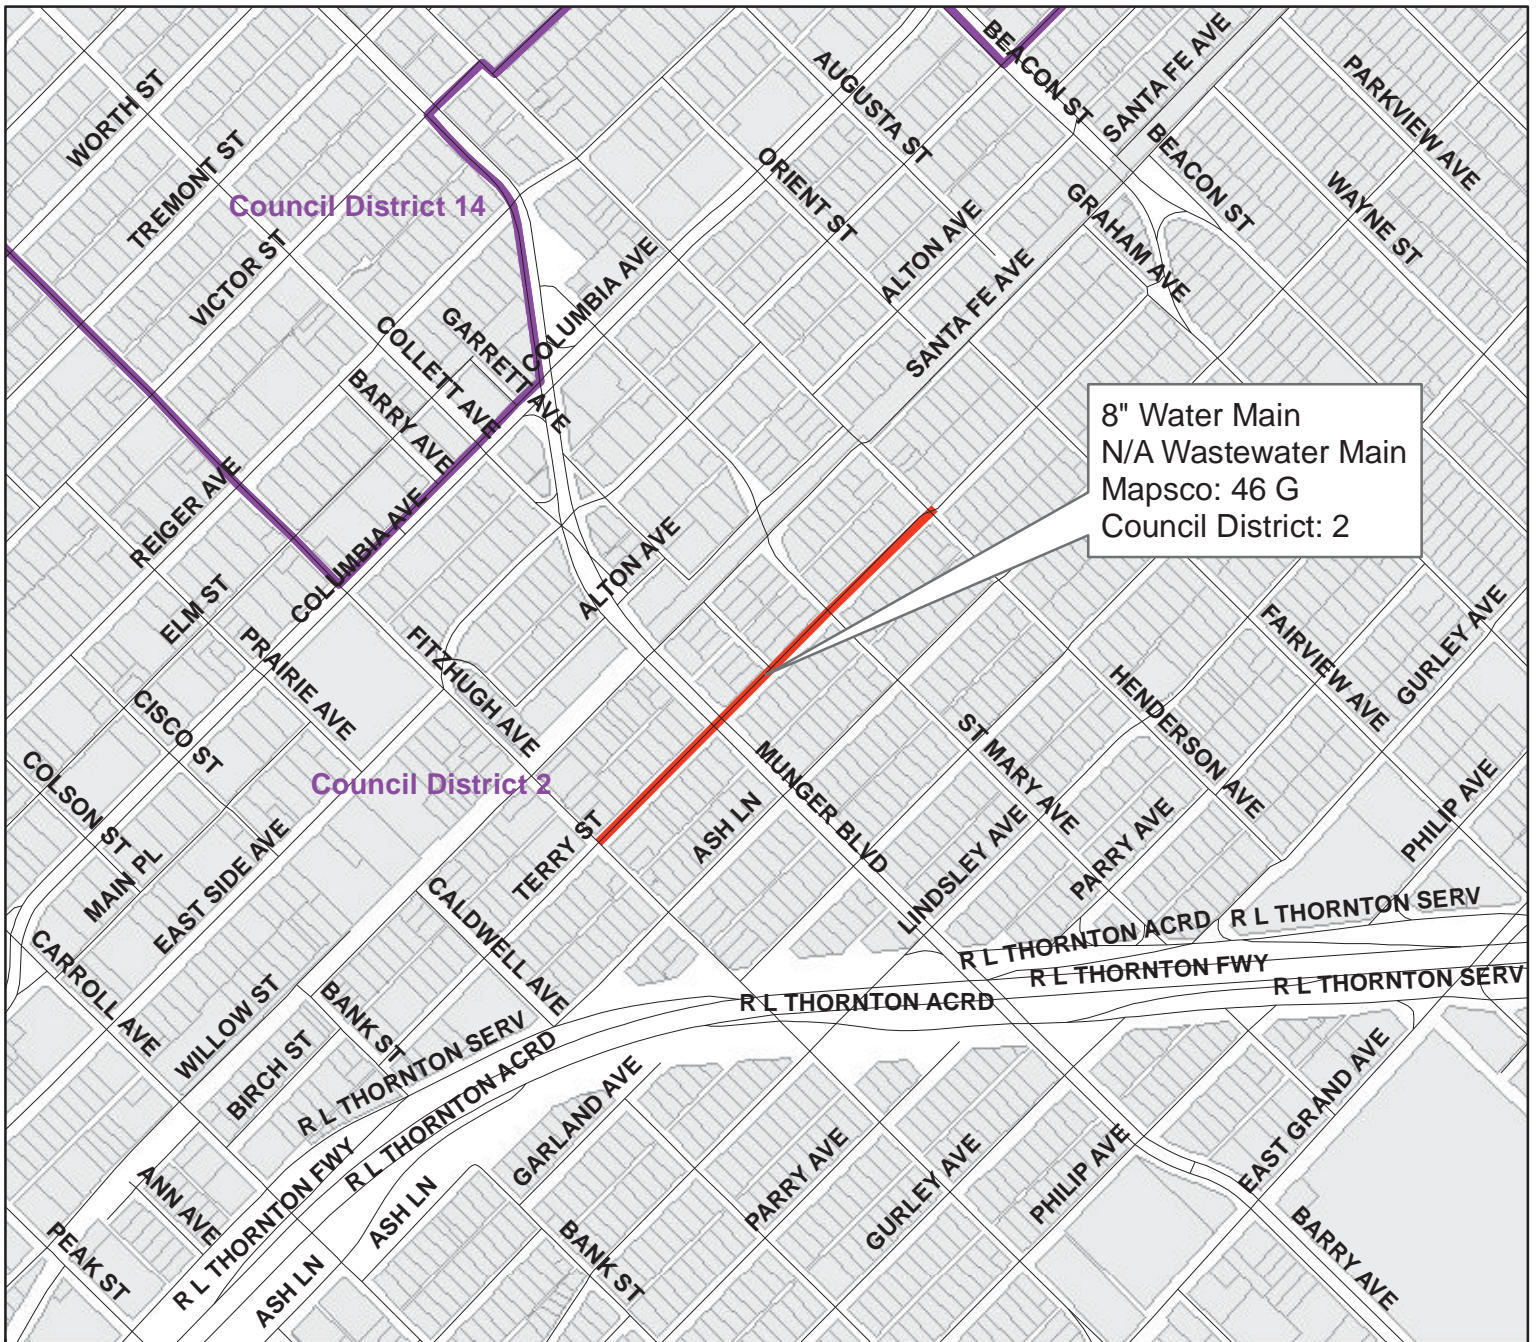 BEACON ST
SANTA FE AVE
PARKVIEW AVE
AUGUSTA ST
WORTH ST
TREMONT ST
BEACON ST
ORIENT ST
WAYNE ST
Council District 14
GRAHAM AVE
ALTON AVE
VICTOR ST
COLUMBIA AVE
SANTA FE AVE
GARRETT AVE
COLLETT AVE
BARRY AVE
8" Water Main
N/A Wastewater Main
Mapsco: 46 G
Council District: 2
REIGER AVE
COLUMBIA AVE
ALTON AVE
ELM ST
PRAIRIE AVE
FITZHUGH AVE
FAIRVIEW AVE
GURLEY AVE
HENDERSON AVE
CISCO ST
ST MARY AVE
COLSON ST
Council District 2
MUNGER BLVD
PHILIP AVE
TERRY ST
ASH LN
MAIN PL
EAST SIDE AVE
LINDSLEY AVE
PARRY AVE
CALDWELL AVE
R L THORNTON SERV
R L THORNTON ACRD
CARROLL AVE
R L THORNTON FWY
R L THORNTON SERV
R L THORNTON ACRD
WILLOW ST
BANK ST
BIRCH ST
R L THORNTON SERV
R L THORNTON ACRD
GARLAND AVE
EAST GRAND AVE
R L THORNTON FWY
ANN AVE
ASH LN
PARRY AVE
GURLEY AVE
PHILIP AVE
PEAK ST
BANK ST
BARRY AVE
ASH LN